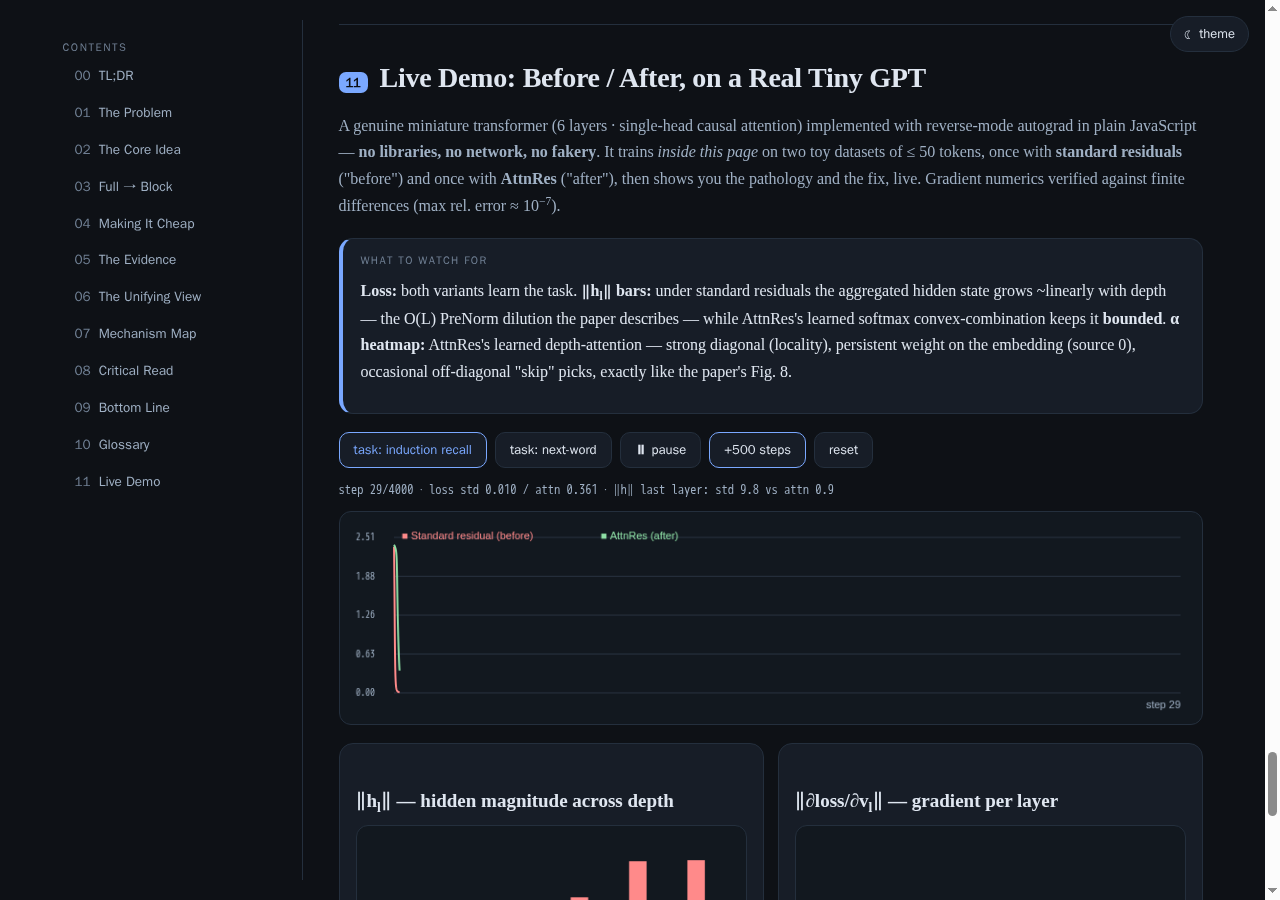 CONTENTS
00 TL;DR
01 The Problem
02 The Core Idea
03 Full → Block
04 Making It Cheap
05 The Evidence
06 The Unifying View
07 Mechanism Map
08 Critical Read
09 Bottom Line
10 Glossary
11 Live Demo
☾ theme
11 Live Demo: Before / After, on a Real Tiny GPT
A genuine miniature transformer (6 layers · single-head causal attention) implemented with reverse-mode autograd in plain JavaScript
— no libraries, no network, no fakery. It trains inside this page on two toy datasets of ≤ 50 tokens, once with standard residuals
("before") and once with AttnRes ("after"), then shows you the pathology and the fix, live. Gradient numerics verified against finite
differences (max rel. error ≈ 10⁻⁷).
WHAT TO WATCH FOR
Loss: both variants learn the task. ‖hₗ‖ bars: under standard residuals the aggregated hidden state grows ~linearly with depth
— the O(L) PreNorm dilution the paper describes — while AttnRes's learned softmax convex-combination keeps it bounded. α
heatmap: AttnRes's learned depth-attention — strong diagonal (locality), persistent weight on the embedding (source 0),
occasional off-diagonal "skip" picks, exactly like the paper's Fig. 8.
task: induction recall
task: next-word
⏸ pause
+500 steps
reset
step 29/4000 · loss std 0.010 / attn 0.361 · ‖h‖ last layer: std 9.8 vs attn 0.9
2.51
Standard residual (before)
AttnRes (after)
1.88
1.26
0.63
0.00
step 29
‖hₗ‖ — hidden magnitude across depth
‖∂loss/∂vₗ‖ — gradient per layer